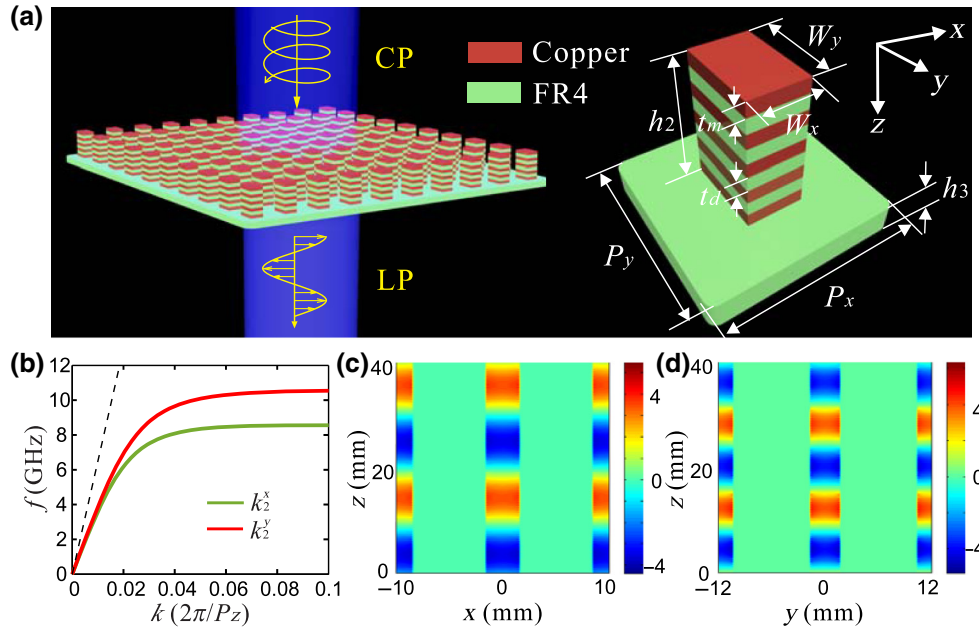 (a)
CP
LP
Copper
FR4
Wy
Wx
h2
tm
td
h3
Py
Px
x
y
z
(b)
12
10
8
6
4
2
0
f (GHz)
k₂ˣ
k₂ʸ
0 0.02 0.04 0.06 0.08 0.1
k (2π/Pz)
(c)
40
20
0
z (mm)
−10 0 10
x (mm)
4
0
−4
(d)
40
20
0
z (mm)
−12 0 12
y (mm)
4
0
−4